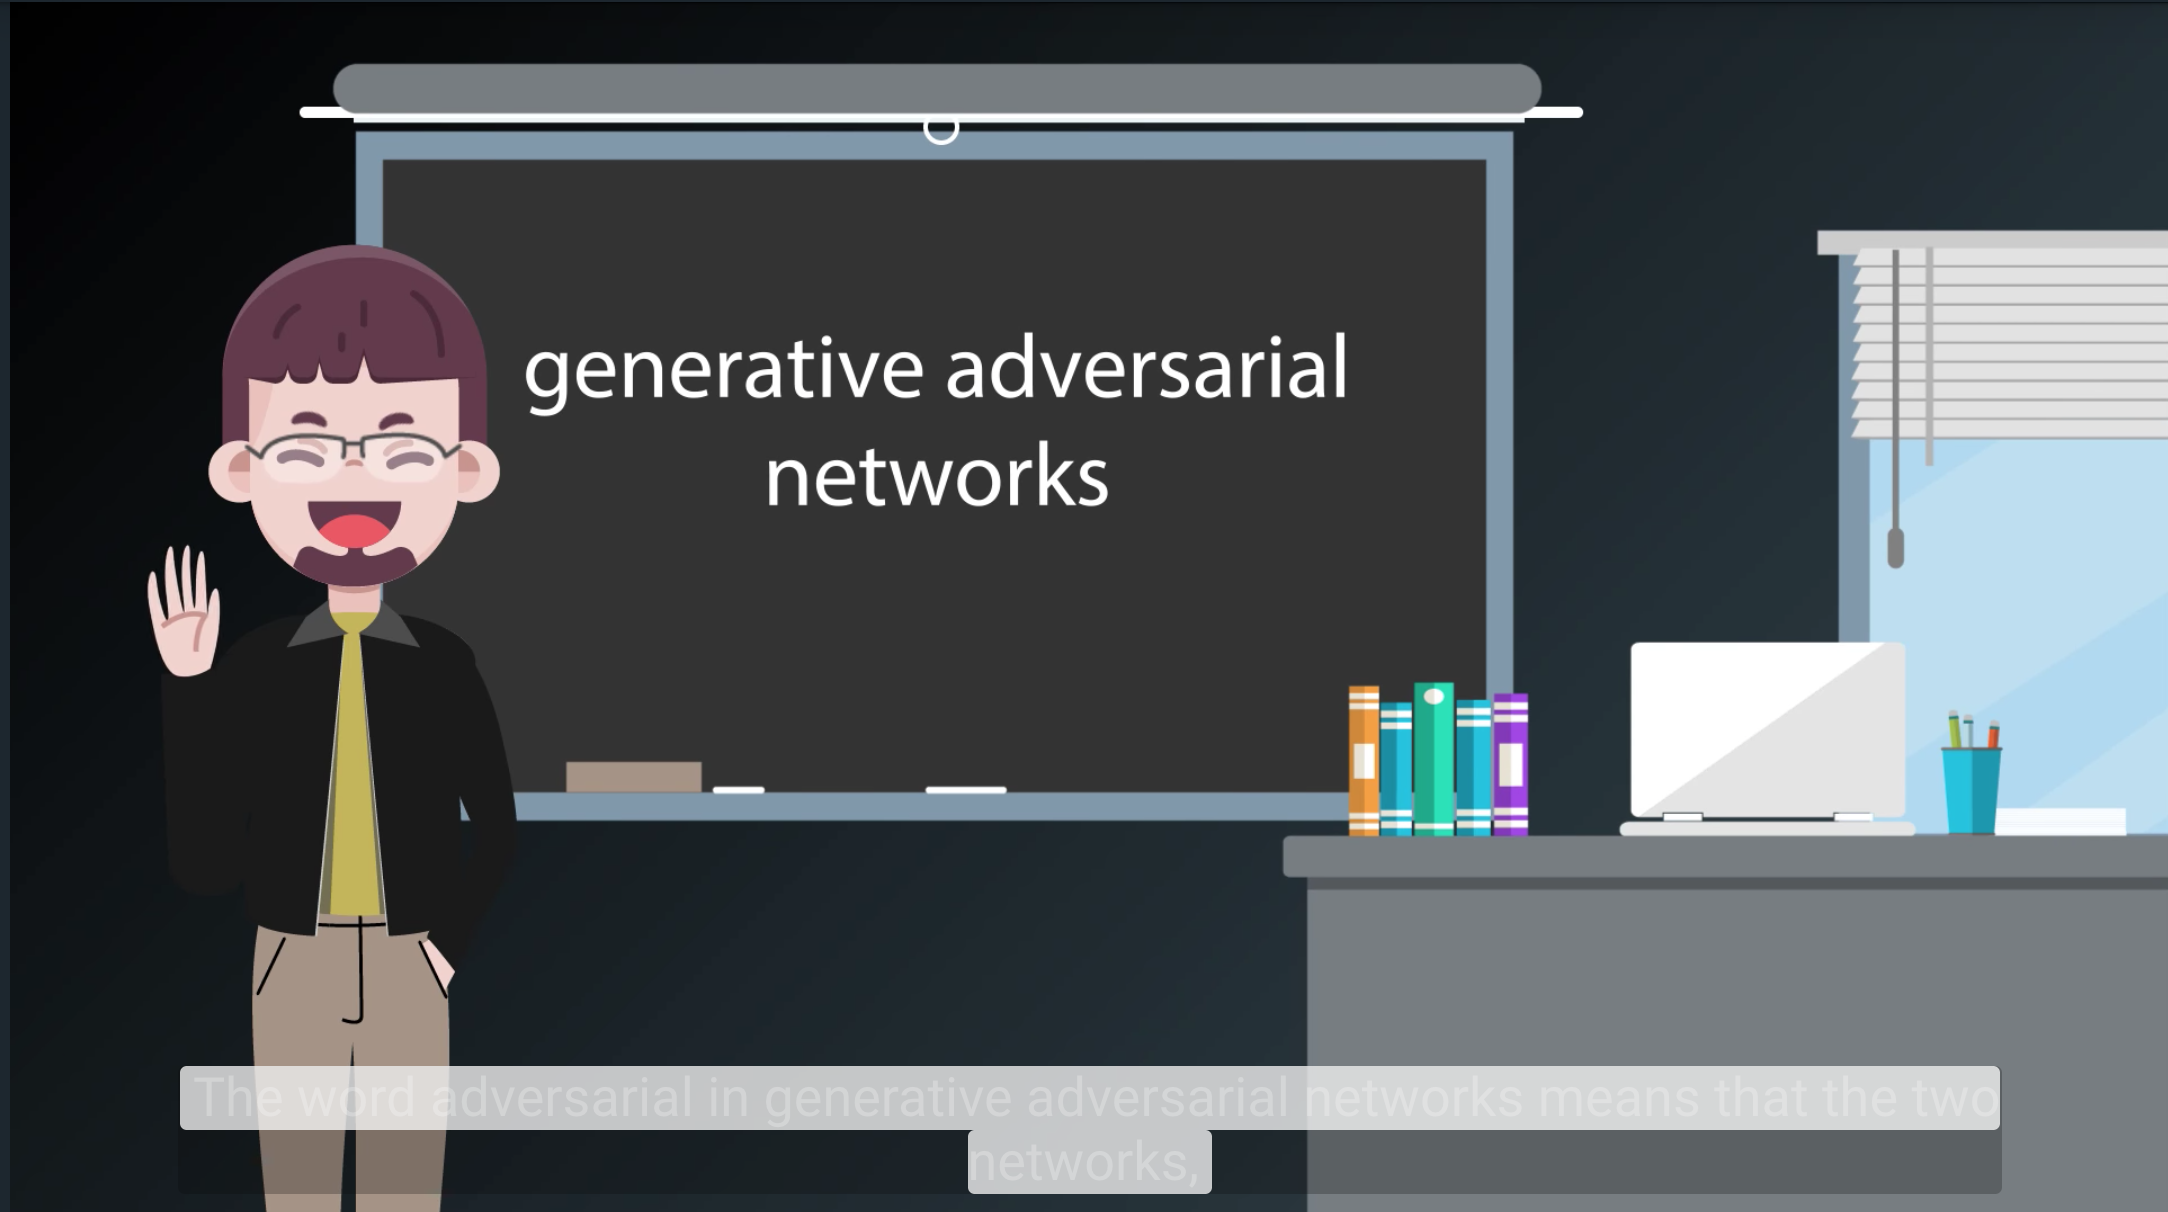 generative adversarial
networks
The word adversarial in generative adversarial networks means that the two
networks,